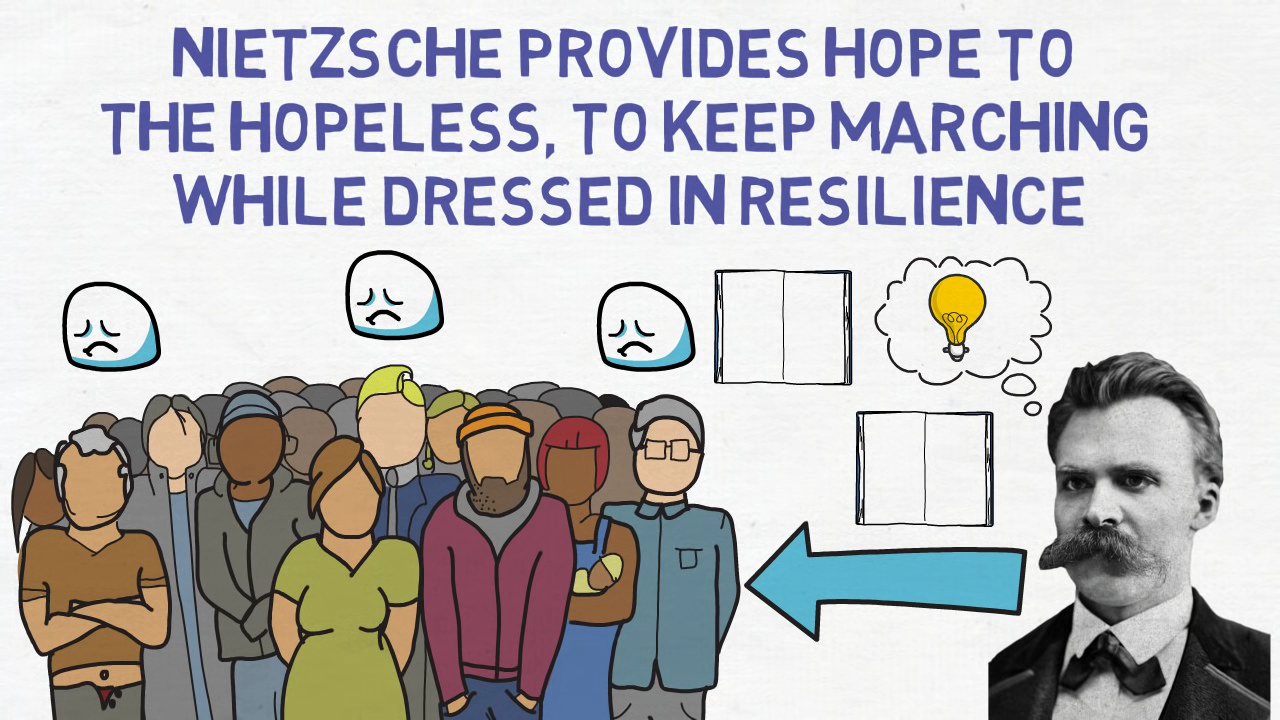 NIETZSCHE PROVIDES HOPE TO
THE HOPELESS, TO KEEP MARCHING
WHILE DRESSED IN RESILIENCE